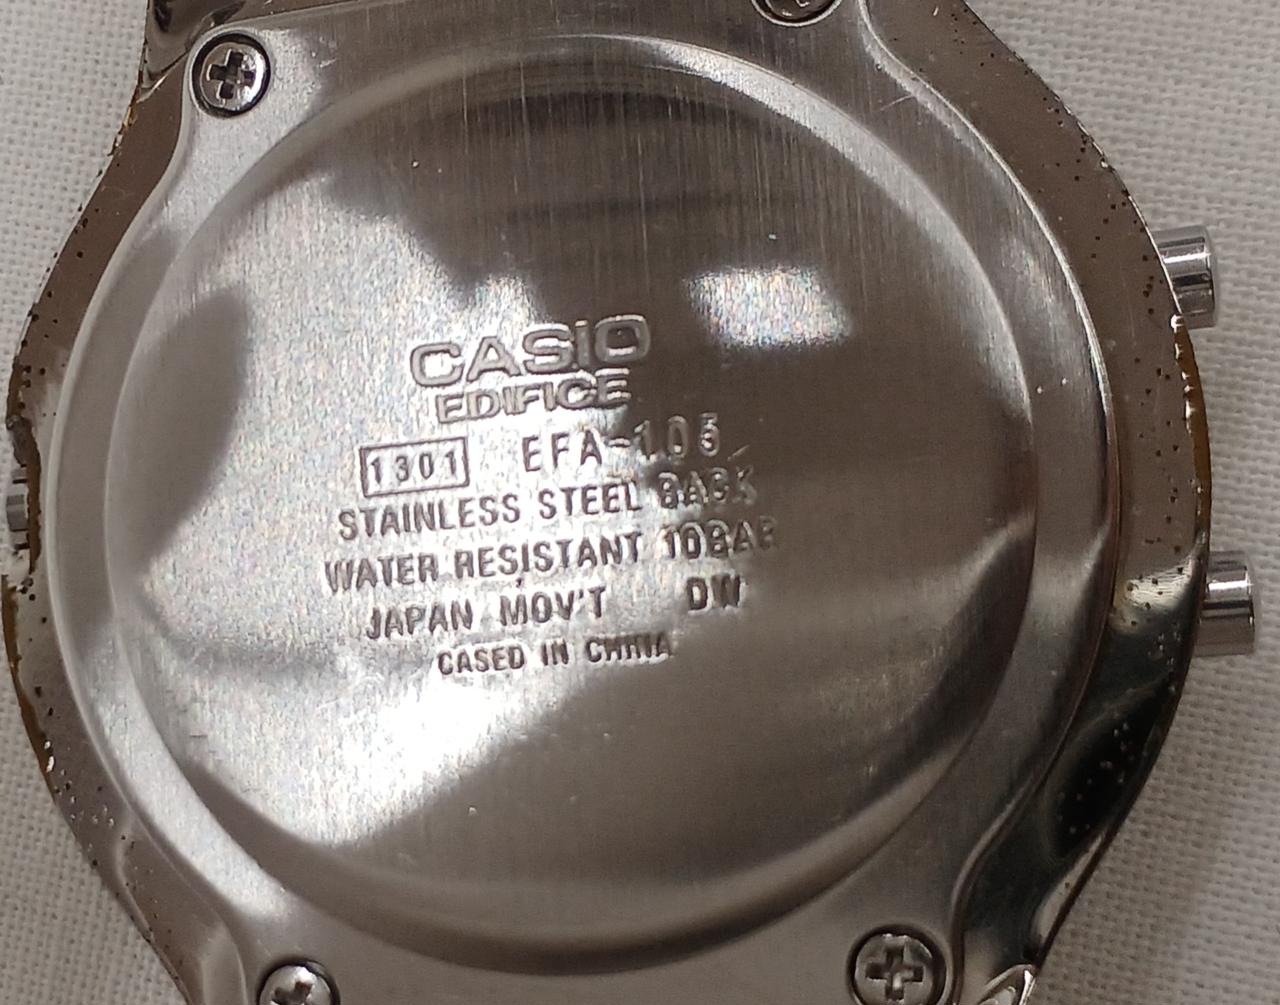 CASIO
EDIFICE
1301 EFA-105
STAINLESS STEEL BACK
WATER RESISTANT 10BAR
JAPAN MOV'T DW
CASED IN CHINA